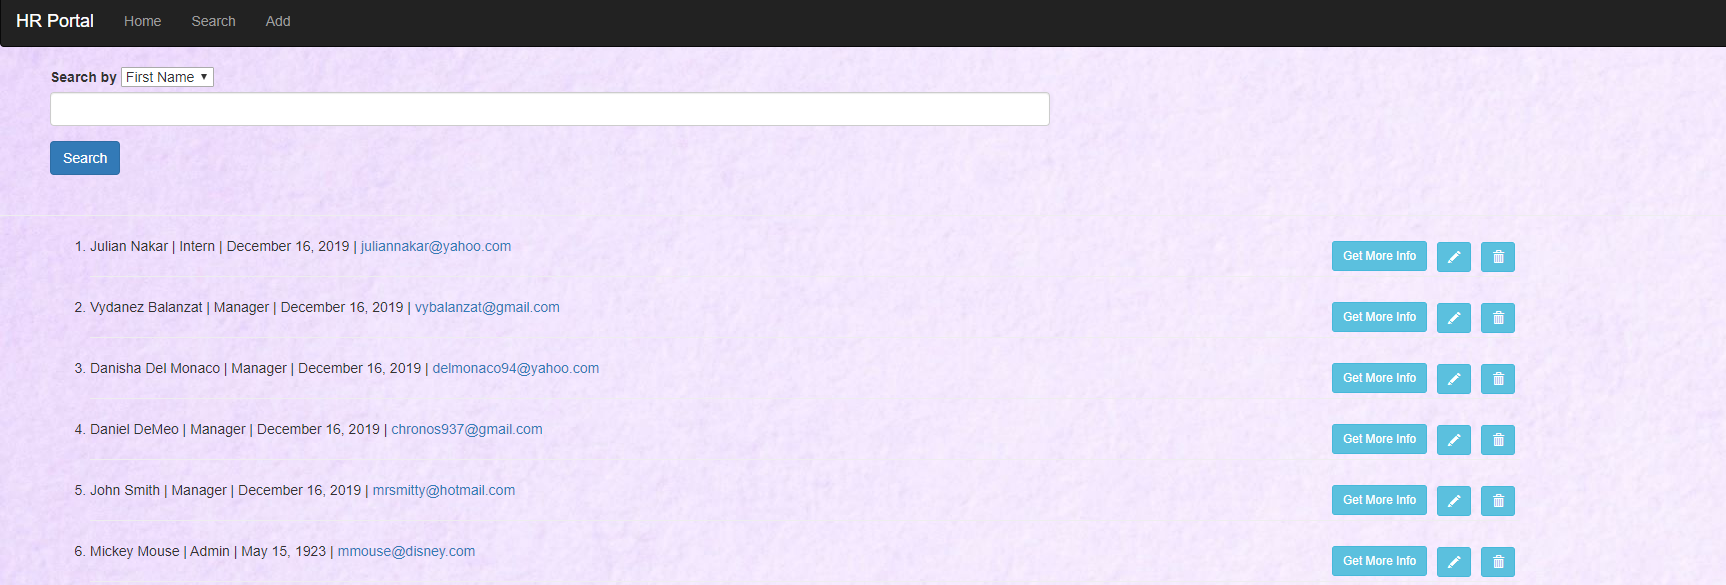 HR Portal Home Search Add
Search by First Name
Search
1. Julian Nakar | Intern | December 16, 2019 | juliannakar@yahoo.com Get More Info
2. Vydanez Balanzat | Manager | December 16, 2019 | vybalanzat@gmail.com Get More Info
3. Danisha Del Monaco | Manager | December 16, 2019 | delmonaco94@yahoo.com Get More Info
4. Daniel DeMeo | Manager | December 16, 2019 | chronos937@gmail.com Get More Info
5. John Smith | Manager | December 16, 2019 | mrsmitty@hotmail.com Get More Info
6. Mickey Mouse | Admin | May 15, 1923 | mmouse@disney.com Get More Info